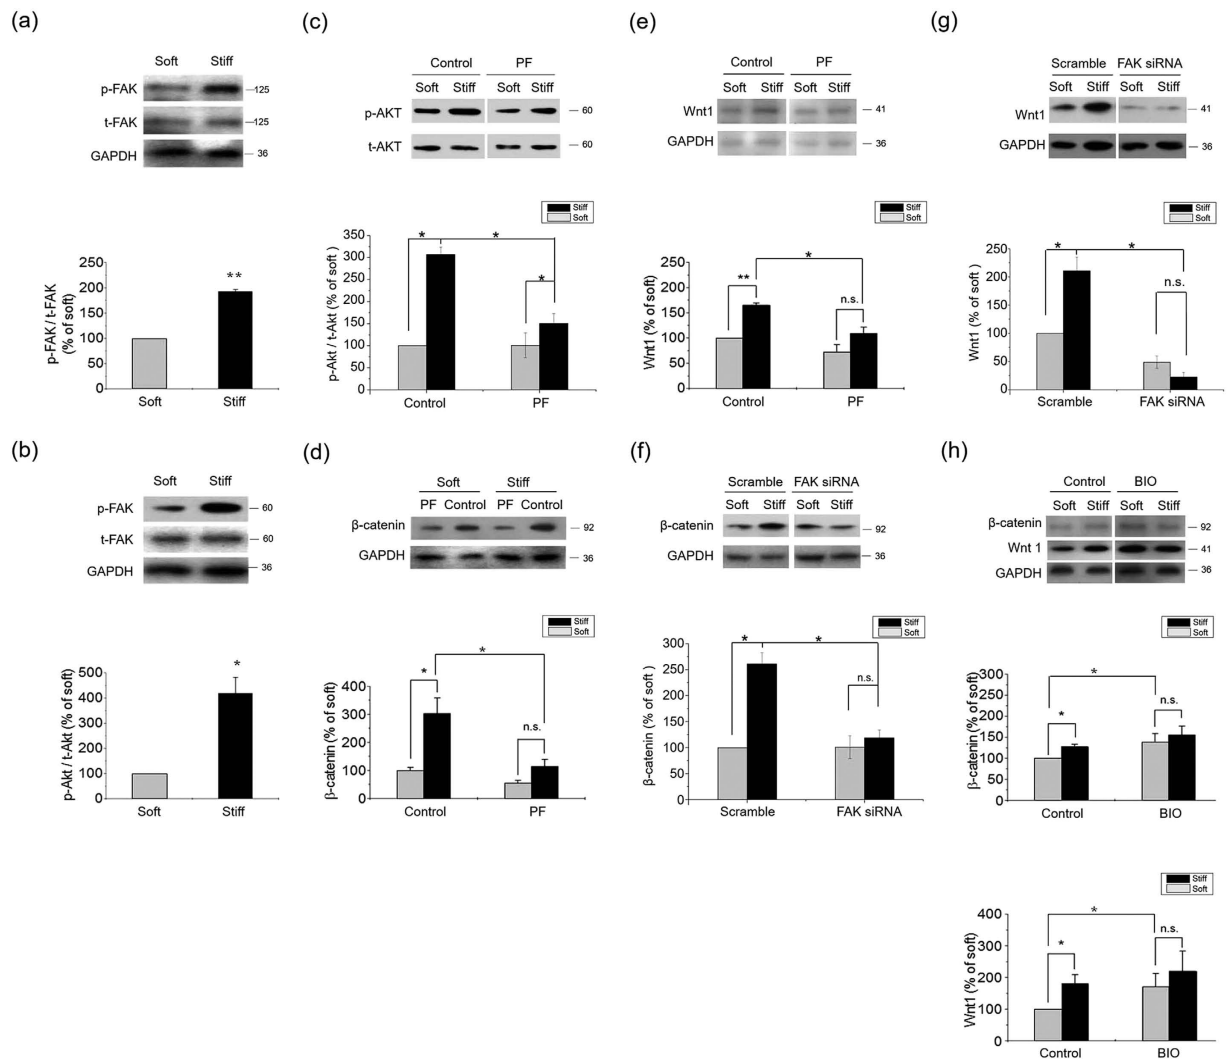 (a)
Soft Stiff
p-FAK —125
t-FAK —125
GAPDH — 36
p-FAK / t-FAK
(% of soft)
250
200
150
100
50
**
Soft Stiff
(b)
Soft Stiff
p-FAK — 60
t-FAK — 60
GAPDH — 36
p-Akt / t-Akt (% of soft)
500
400
300
200
100
0
*
Soft Stiff
(c)
Control PF
Soft Stiff Soft Stiff
p-AKT — 60
t-AKT — 60
Stiff
Soft
p-Akt / t-Akt (% of soft )
350
300
250
200
150
100
50
0
* * *
Control PF
(d)
Soft Stiff
PF Control PF Control
β-catenin — 92
GAPDH — 36
Stiff
Soft
β-catenin (% of soft)
400
300
200
100
0
* * n.s.
Control PF
(e)
Control PF
Soft Stiff Soft Stiff
Wnt1 — 41
GAPDH — 36
Stiff
Soft
Wnt1 (% of soft)
250
200
150
100
50
0
** * n.s.
Control PF
(f)
Scramble FAK siRNA
Soft Stiff Soft Stiff
β-catenin — 92
GAPDH — 36
Stiff
Soft
β-catenin (% of soft )
300
250
200
150
100
50
0
* * n.s.
Scramble FAK siRNA
(g)
Scramble FAK siRNA
Soft Stiff Soft Stiff
Wnt1 — 41
GAPDH — 36
Stiff
Soft
Wnt1 (% of soft)
250
200
150
100
50
0
* * n.s.
Scramble FAK siRNA
(h)
Control BIO
Soft Stiff Soft Stiff
β-catenin — 92
Wnt 1 — 41
GAPDH — 36
Stiff
Soft
β-catenin (% of soft)
300
250
200
150
100
50
0
* * n.s.
Control BIO
Stiff
Soft
Wnt1 (% of soft)
400
300
200
100
0
* * n.s.
Control BIO